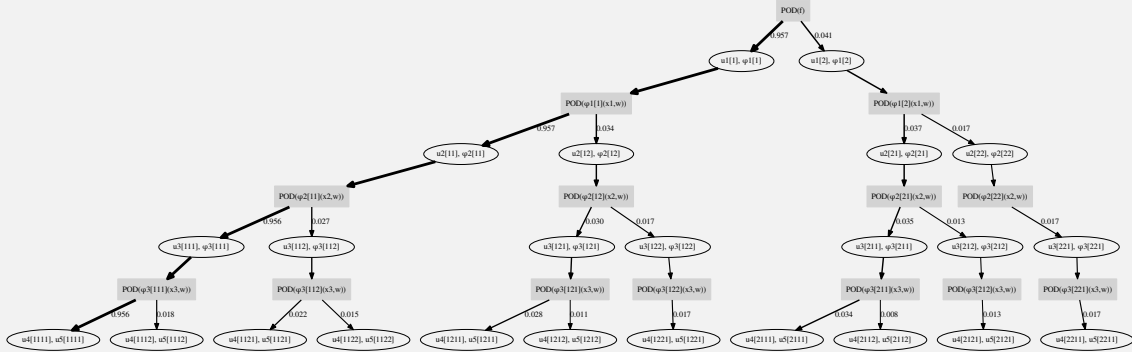 POD(f)
0.957 0.041
u1[1], φ1[1] u1[2], φ1[2]
POD(φ1[1](x1,w)) POD(φ1[2](x1,w))
0.957 0.034 0.037 0.017
u2[11], φ2[11] u2[12], φ2[12] u2[21], φ2[21] u2[22], φ2[22]
POD(φ2[11](x2,w)) POD(φ2[12](x2,w)) POD(φ2[21](x2,w)) POD(φ2[22](x2,w))
0.956 0.027 0.030 0.017 0.035 0.013 0.017
u3[111], φ3[111] u3[112], φ3[112] u3[121], φ3[121] u3[122], φ3[122] u3[211], φ3[211] u3[212], φ3[212] u3[221], φ3[221]
POD(φ3[111](x3,w)) POD(φ3[112](x3,w)) POD(φ3[121](x3,w)) POD(φ3[122](x3,w)) POD(φ3[211](x3,w)) POD(φ3[212](x3,w)) POD(φ3[221](x3,w))
0.956 0.018 0.022 0.015 0.028 0.011 0.017 0.034 0.008 0.013 0.017
u4[1111], u5[1111] u4[1112], u5[1112] u4[1121], u5[1121] u4[1122], u5[1122] u4[1211], u5[1211] u4[1212], u5[1212] u4[1221], u5[1221] u4[2111], u5[2111] u4[2112], u5[2112] u4[2121], u5[2121] u4[2211], u5[2211]